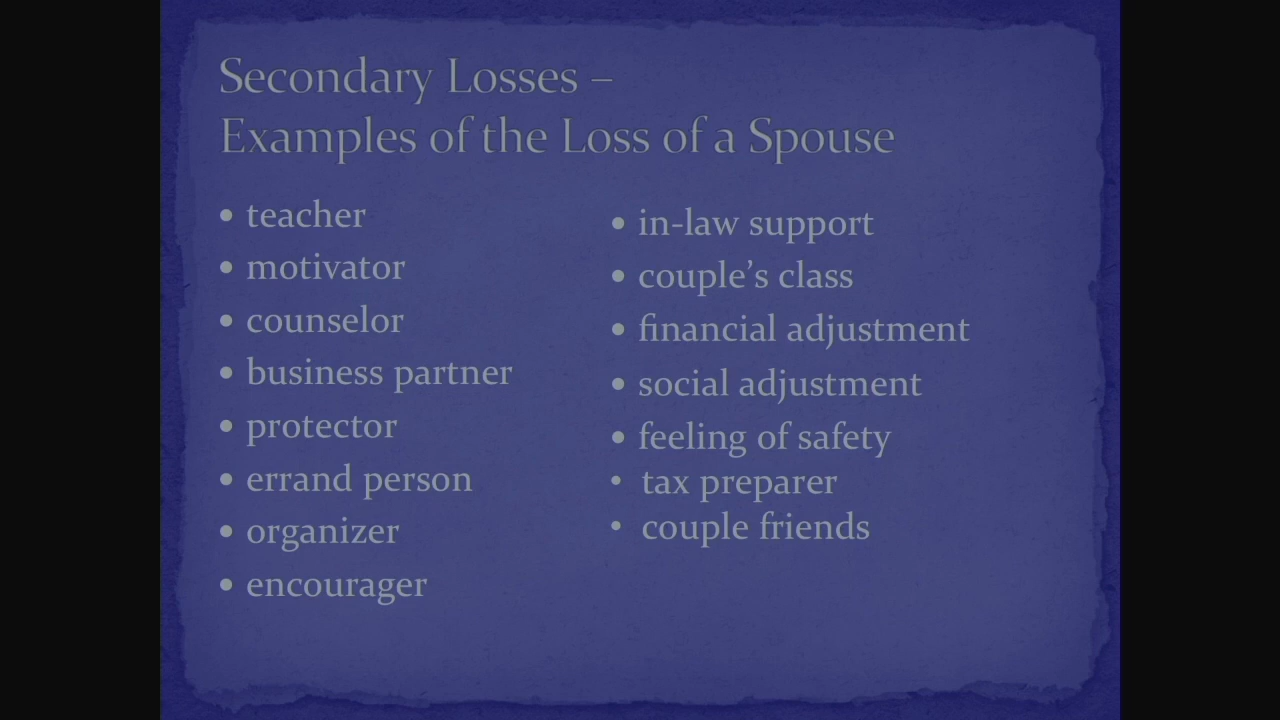 Secondary Losses –
Examples of the Loss of a Spouse
• teacher
• motivator
• counselor
• business partner
• protector
• errand person
• organizer
• encourager
• in-law support
• couple’s class
• financial adjustment
• social adjustment
• feeling of safety
• tax preparer
• couple friends